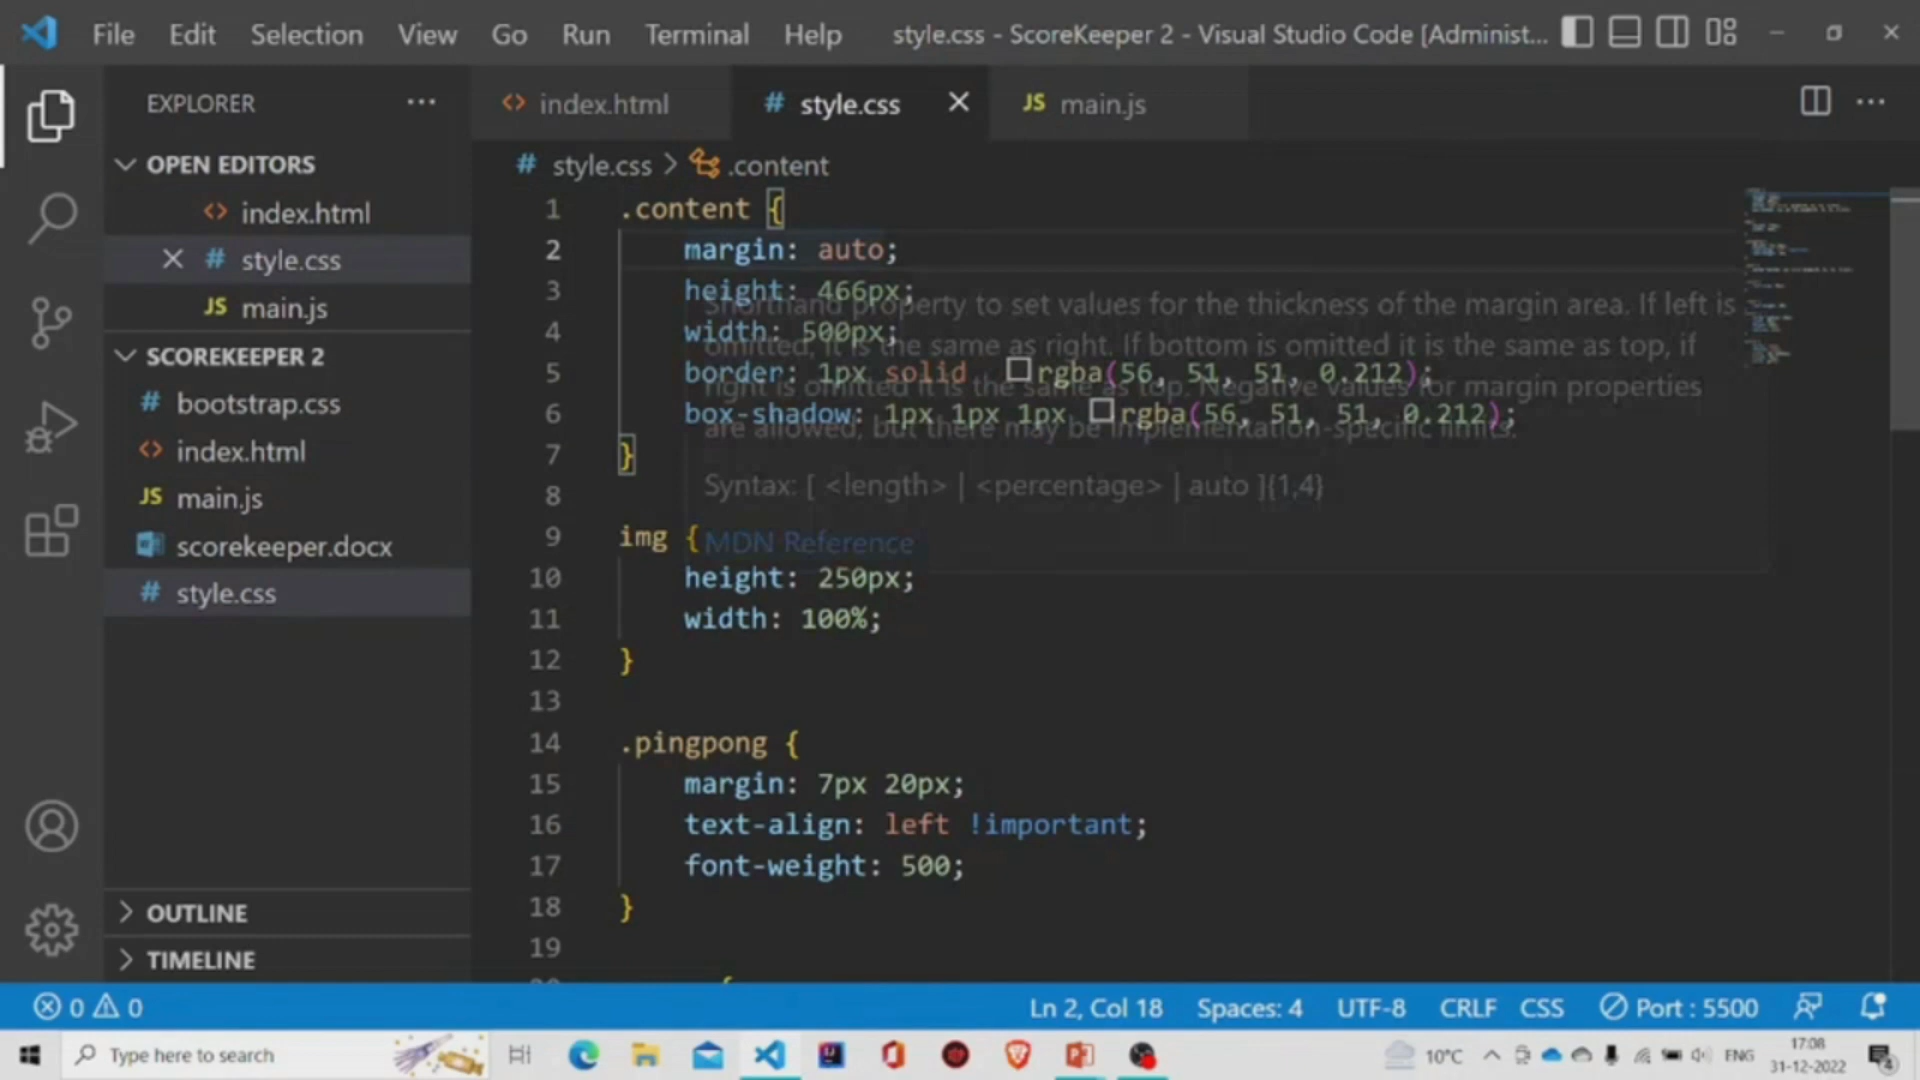 File Edit Selection View Go Run Terminal Help style.css - ScoreKeeper 2 - Visual Studio Code [Administ...
EXPLORER
index.html
style.css
JS main.js
OPEN EDITORS
index.html
# style.css
JS main.js
SCOREKEEPER 2
# bootstrap.css
index.html
JS main.js
scorekeeper.docx
# style.css
OUTLINE
TIMELINE
# style.css > .content
1 .content {
2 margin: auto;
3 height: 466px;
4 width: 500px;
5 border: 1px solid rgba(56, 51, 51, 0.212);
6 box-shadow: 1px 1px 1px rgba(56, 51, 51, 0.212);
7 }
8
9 img {
10 height: 250px;
11 width: 100%;
12 }
13
14 .pingpong {
15 margin: 7px 20px;
16 text-align: left !important;
17 font-weight: 500;
18 }
19
Shorthand property to set values for the thickness of the margin area. If left is
omitted, it is the same as right. If bottom is omitted it is the same as top, if
right is omitted it is the same as top. Negative values for margin properties
are allowed, but there may be implementation-specific limits.
Syntax: [ <length> | <percentage> | auto ]{1,4}
MDN Reference
0 0 Ln 2, Col 18 Spaces: 4 UTF-8 CRLF CSS Port : 5500
Type here to search
10°C ENG
17:08
31-12-2022
4